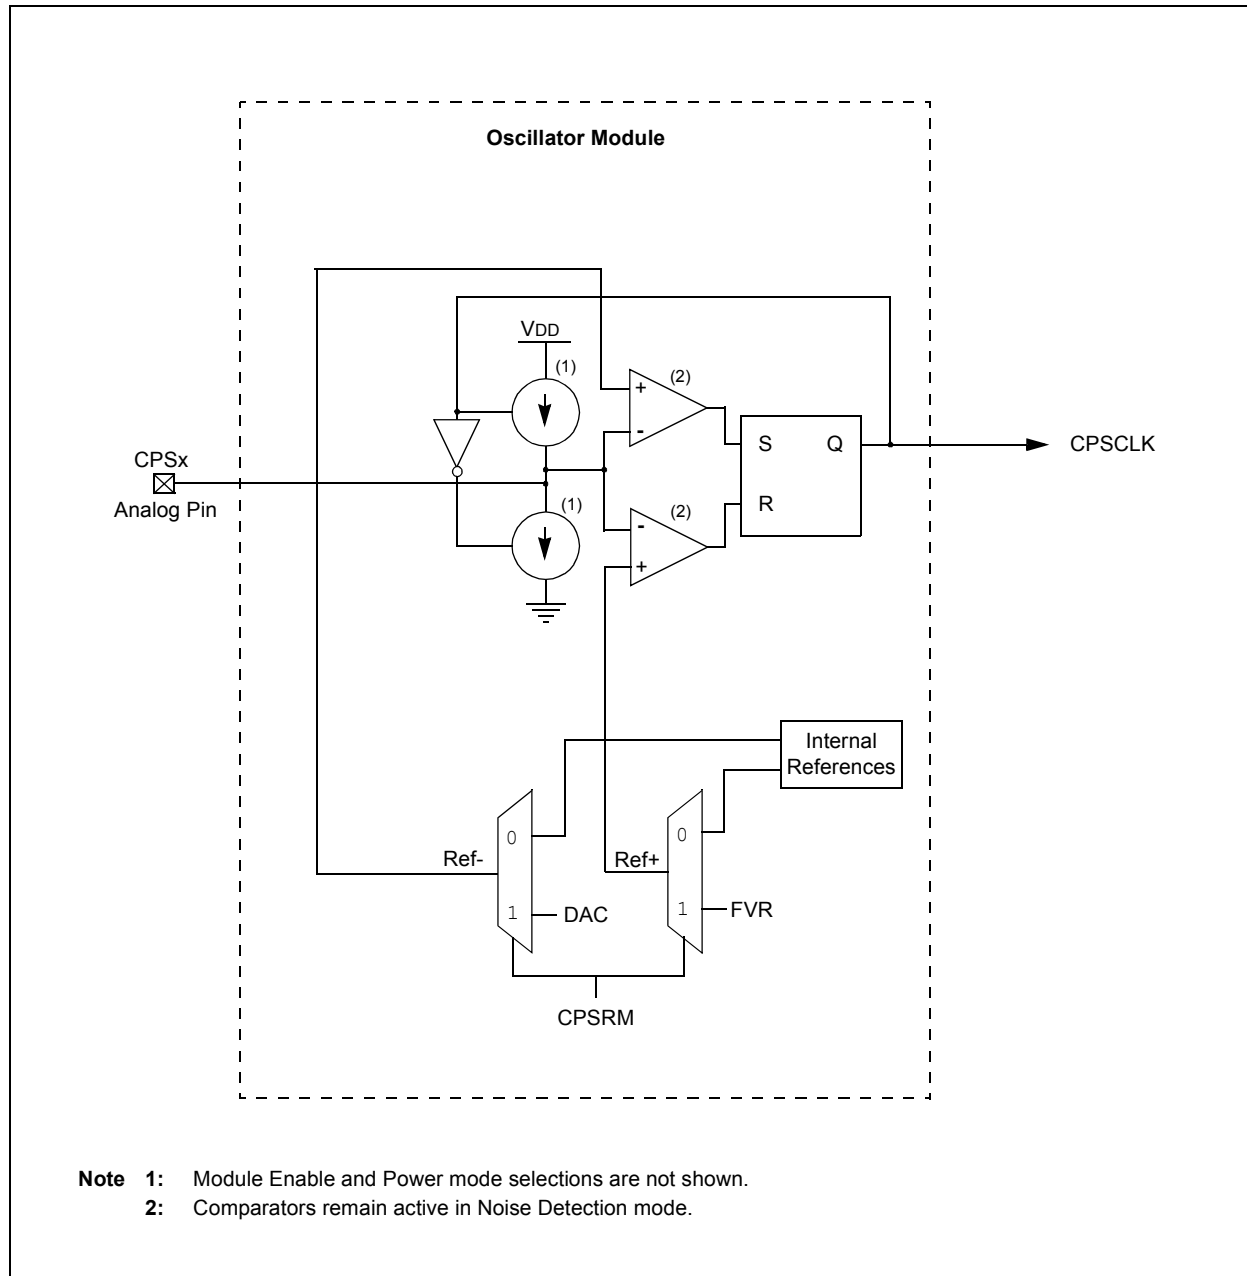 Oscillator Module
VDD
(1)
(2)
+
-
S Q
CPSCLK
CPSx
Analog Pin
(1)
(2)
R
-
+
Internal
References
0
0
Ref-
Ref+
1
DAC
1
FVR
CPSRM
Note 1: Module Enable and Power mode selections are not shown.
2: Comparators remain active in Noise Detection mode.